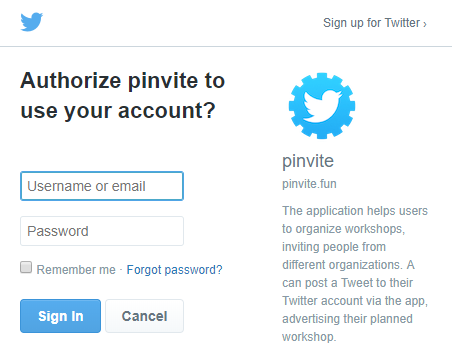 Sign up for Twitter ›
Authorize pinvite to
use your account?
Username or email
Password
Remember me · Forgot password?
Sign In
Cancel
pinvite
pinvite.fun
The application helps users
to organize workshops,
inviting people from
different organizations. A
can post a Tweet to their
Twitter account via the app,
advertising their planned
workshop.